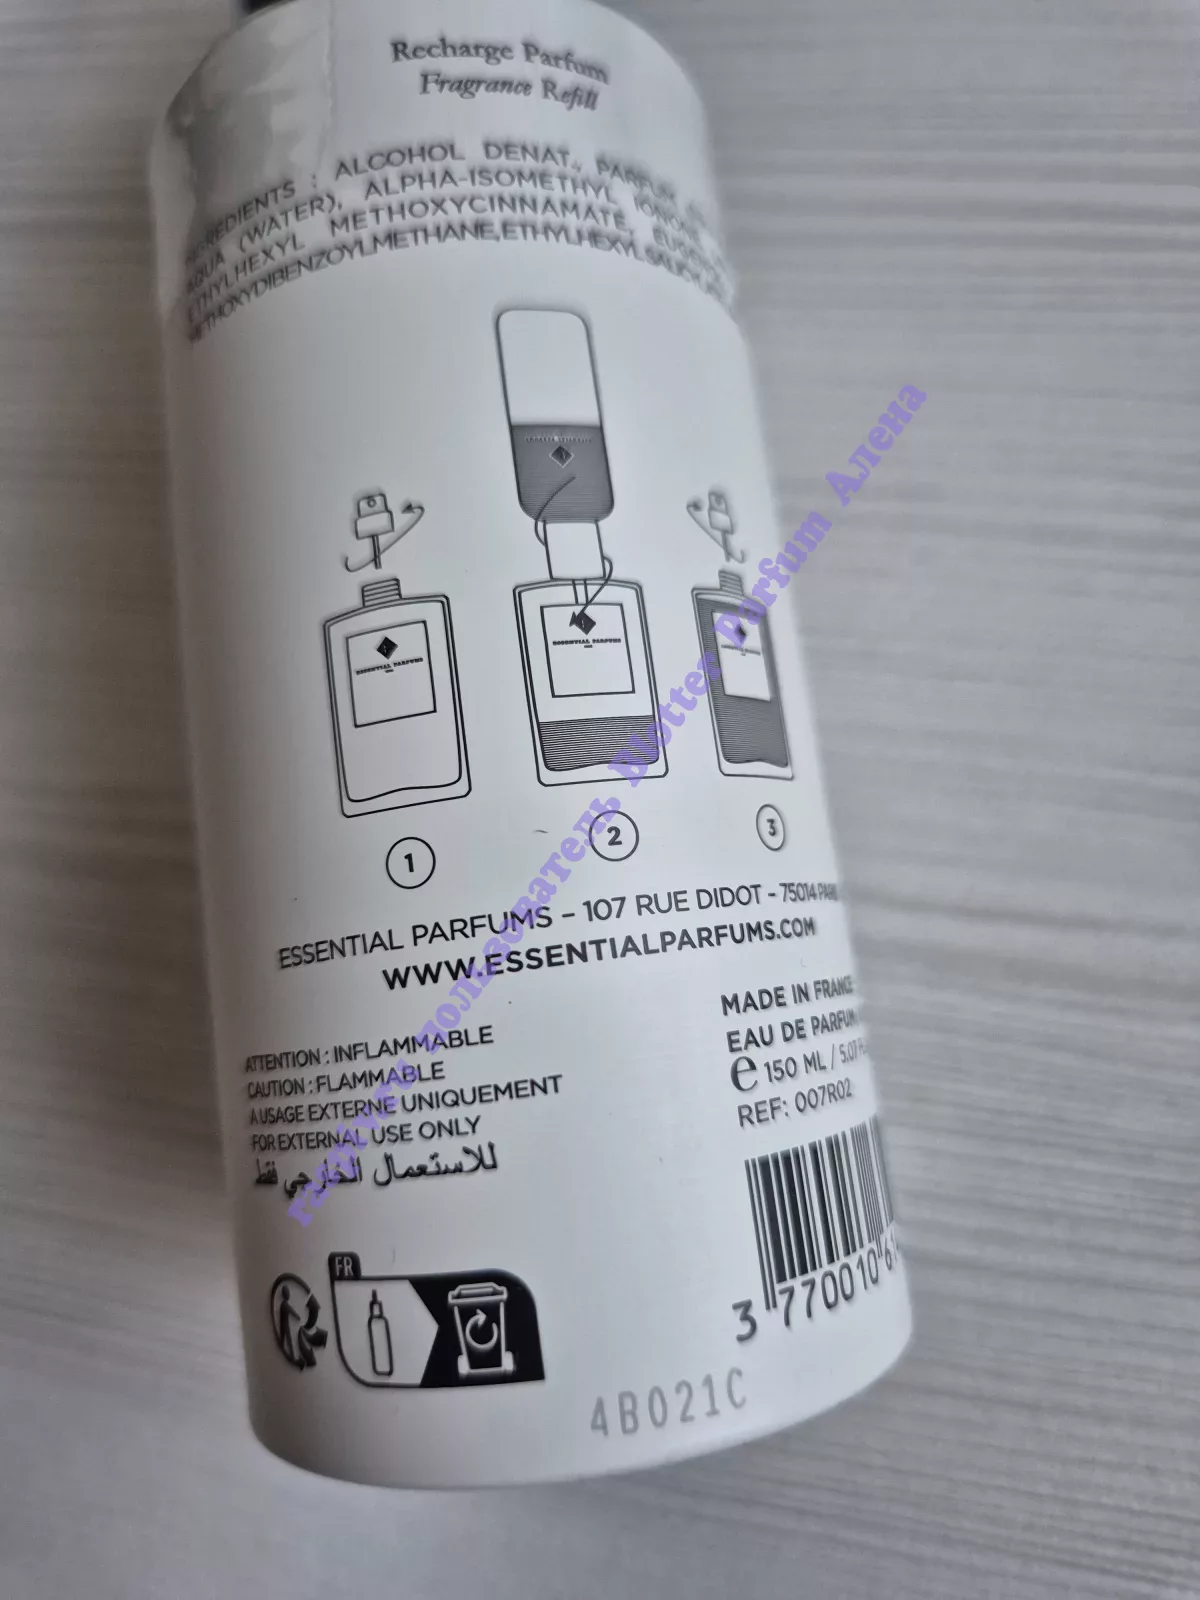 Recharge Parfum
Fragrance Refill
INGREDIENTS : ALCOHOL DENAT., PARFUM
AQUA (WATER), ALPHA-ISOMETHYL IONONE,
ETHYLHEXYL METHOXYCINNAMATE,
METHOXYDIBENZOYLMETHANE, ETHYLHEXYL
ESSENTIAL PARFUMS
ESSENTIAL PARFUMS
1
2
3
ESSENTIAL PARFUMS – 107 RUE DIDOT – 75014
WWW.ESSENTIALPARFUMS.COM
MADE IN FRANCE
EAU DE PARFUM
e 150 ML / 5.07
REF: 007R02
ATTENTION : INFLAMMABLE
CAUTION : FLAMMABLE
A USAGE EXTERNE UNIQUEMENT
FOR EXTERNAL USE ONLY
للاستعمال الخارجي فقط
FR
3 770010 6
4B021C
пользователь Blotter Parfum Алена